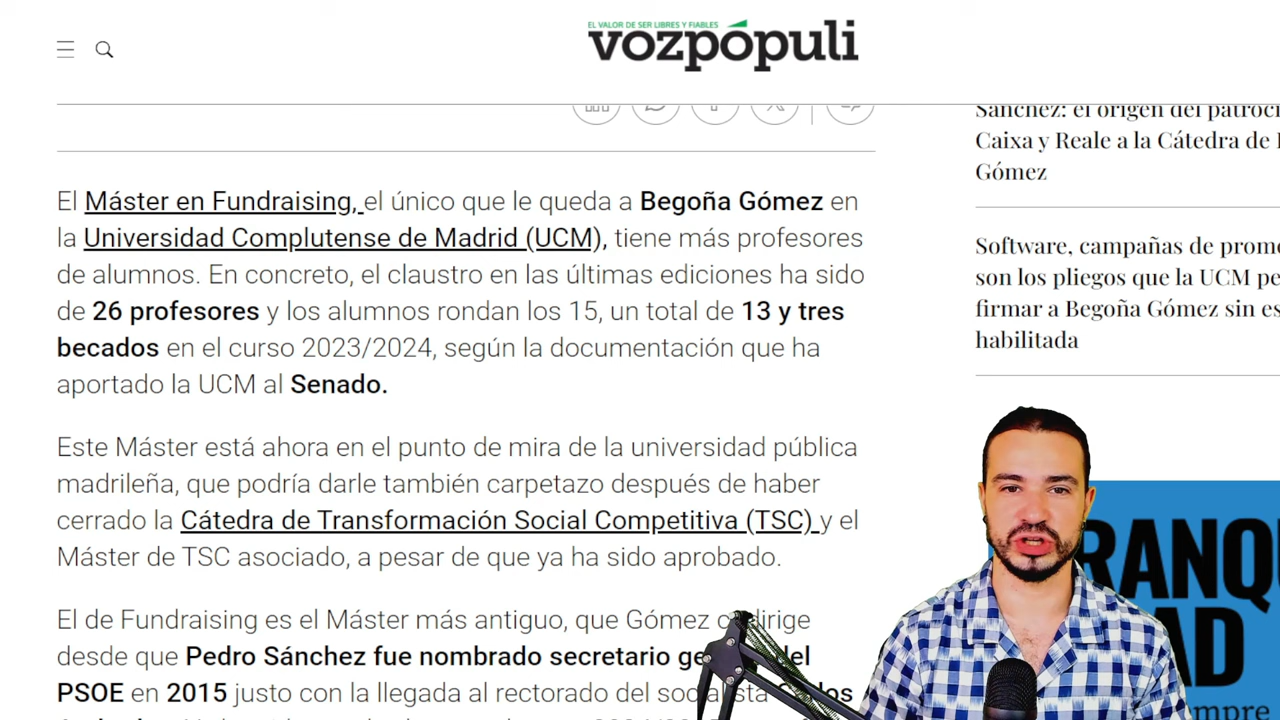 EL VALOR DE SER LIBRES Y FIABLES
vozpópuli
El Máster en Fundraising, el único que le queda a Begoña Gómez en
la Universidad Complutense de Madrid (UCM), tiene más profesores
de alumnos. En concreto, el claustro en las últimas ediciones ha sido
de 26 profesores y los alumnos rondan los 15, un total de 13 y tres
becados en el curso 2023/2024, según la documentación que ha
aportado la UCM al Senado.
Este Máster está ahora en el punto de mira de la universidad pública
madrileña, que podría darle también carpetazo después de haber
cerrado la Cátedra de Transformación Social Competitiva (TSC) y el
Máster de TSC asociado, a pesar de que ya ha sido aprobado.
El de Fundraising es el Máster más antiguo, que Gómez
desde que Pedro Sánchez fue nombrado secretario del
PSOE en 2015 justo con la llegada al rectorado del
Sánchez: el origen del
Caixa y Reale a la Cátedra de
Gómez
Software, campañas de
son los pliegos que la UCM
firmar a Begoña Gómez sin
habilitada